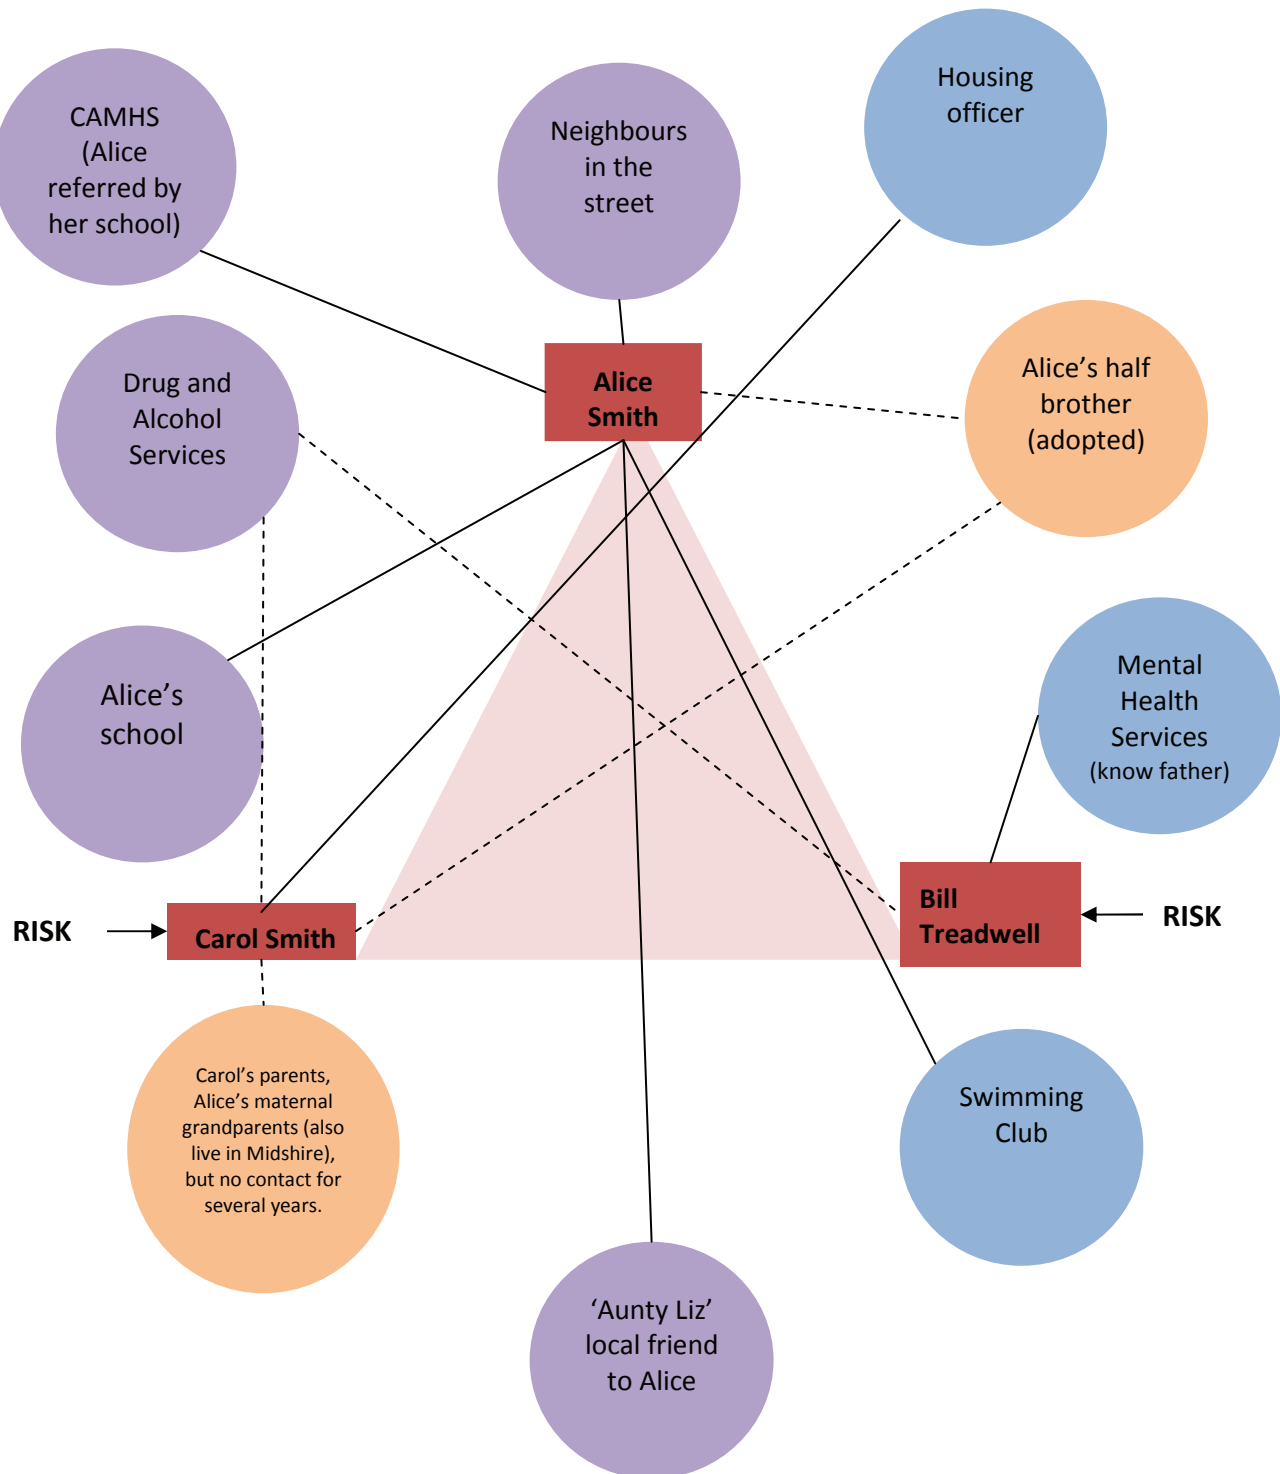 CAMHS
(Alice
referred by
her school)
Neighbours
in the
street
Housing
officer
Drug and
Alcohol
Services
Alice
Smith
Alice’s half
brother
(adopted)
Alice’s
school
Mental
Health
Services
(know father)
RISK
Carol Smith
Bill
Treadwell
RISK
Carol’s parents,
Alice’s maternal
grandparents (also
live in Midshire),
but no contact for
several years.
Swimming
Club
‘Aunty Liz’
local friend
to Alice